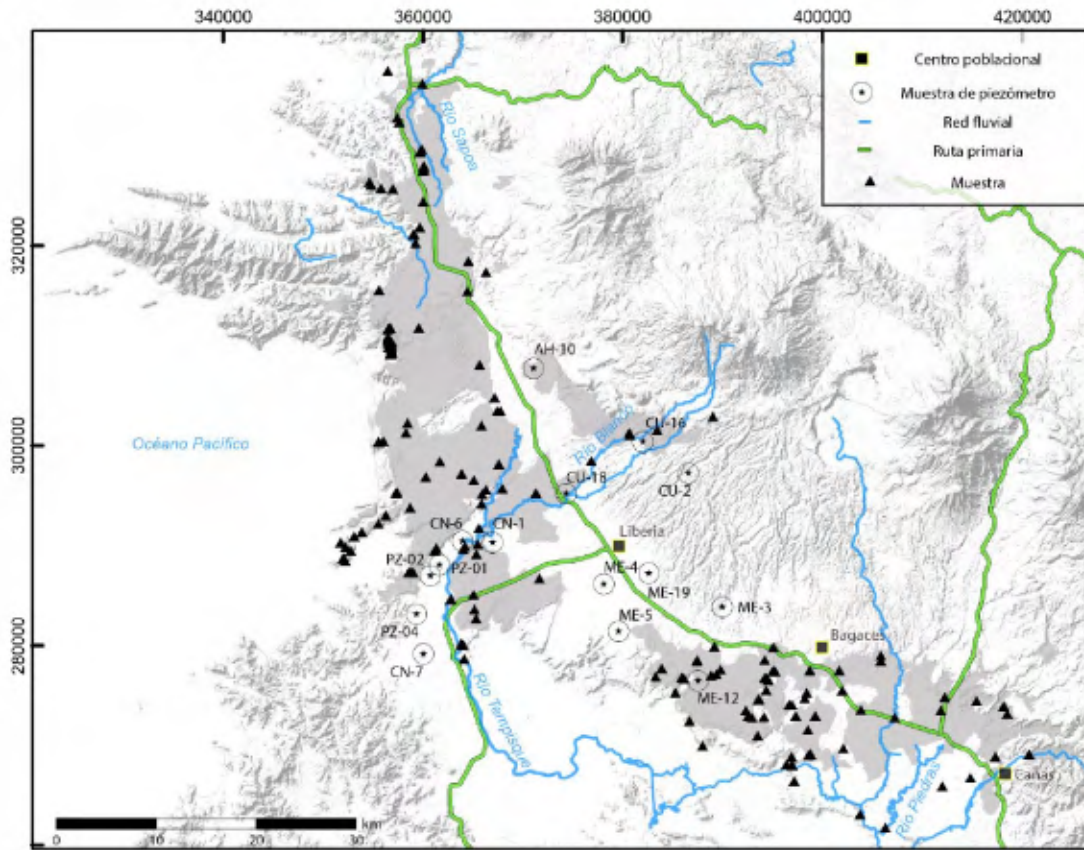 340000 360000 380000 400000 420000
Centro poblacional
Muestra de piezómetro
Red fluvial
Ruta primaria
Muestra
320000
300000
280000
Océano Pacífico
Río Sapoa
AH-30
Río Blanco
CU-16
CU-18
CU-2
CN-6
CN-1
Liberia
PZ-02
PZ-01
ME-4
ME-19
PZ-04
ME-5
ME-3
CN-7
Bagaces
ME-12
Río Tempisque
Río Piedras
Cañas
km
10 20 30